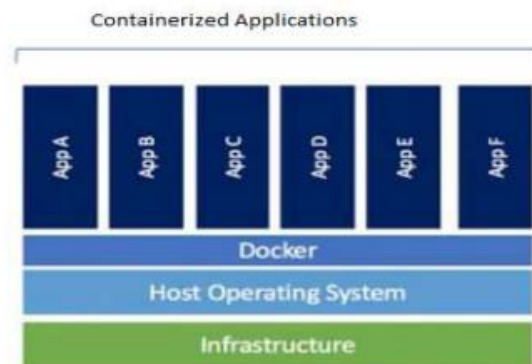 Containerized Applications
App A
App B
App C
App D
App E
App F
Docker
Host Operating System
Infrastructure